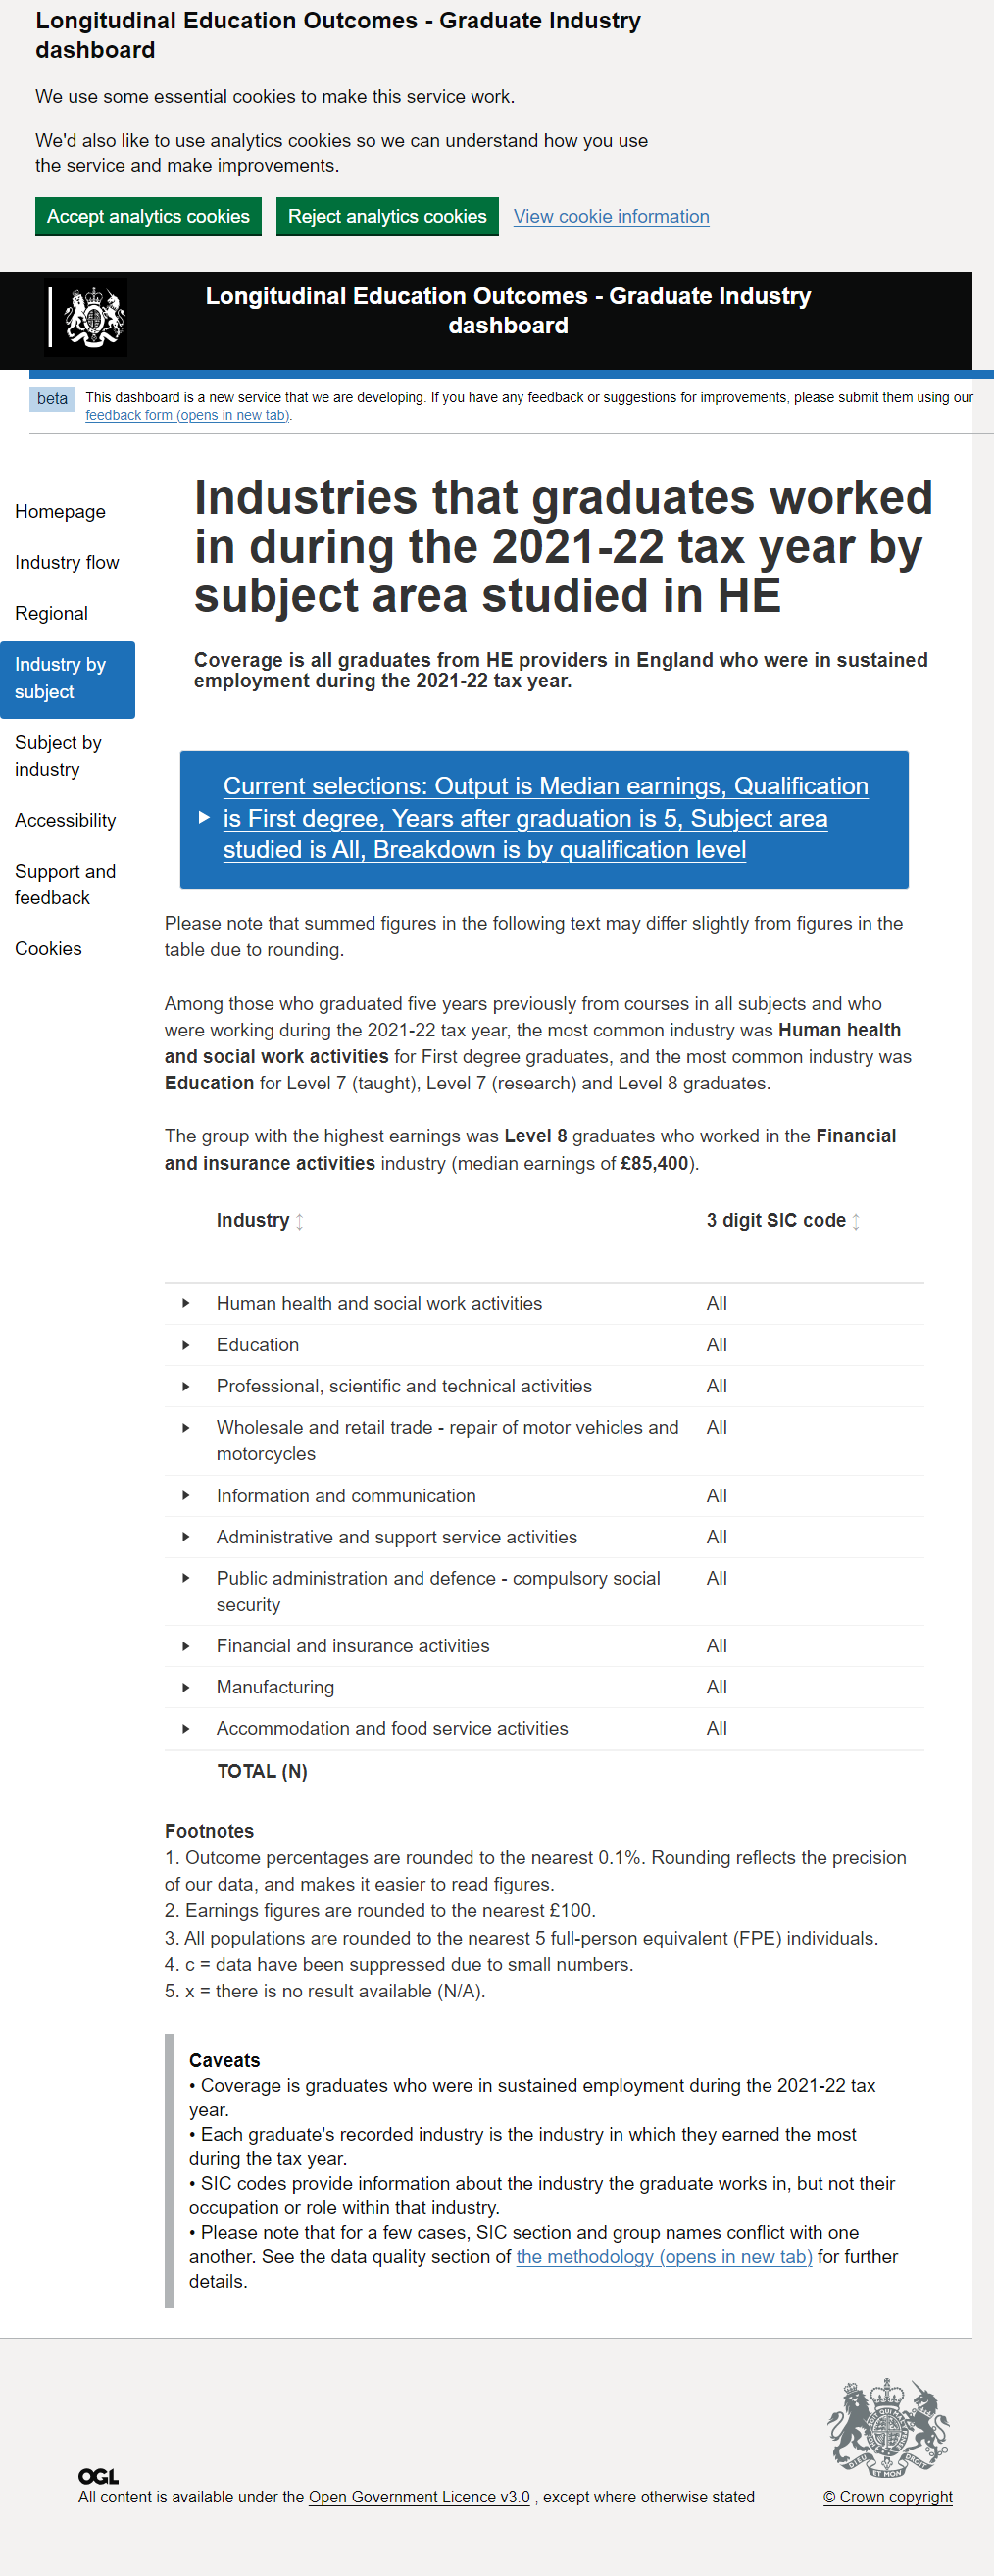 Longitudinal Education Outcomes - Graduate Industry
dashboard
We use some essential cookies to make this service work.
We'd also like to use analytics cookies so we can understand how you use
the service and make improvements.
Accept analytics cookies Reject analytics cookies View cookie information
Longitudinal Education Outcomes - Graduate Industry
dashboard
beta This dashboard is a new service that we are developing. If you have any feedback or suggestions for improvements, please submit them using our
feedback form (opens in new tab).
Homepage
Industry flow
Regional
Industry by
subject
Subject by
industry
Accessibility
Support and
feedback
Cookies
Industries that graduates worked
in during the 2021-22 tax year by
subject area studied in HE
Coverage is all graduates from HE providers in England who were in sustained
employment during the 2021-22 tax year.
Current selections: Output is Median earnings, Qualification
is First degree, Years after graduation is 5, Subject area
studied is All, Breakdown is by qualification level
Please note that summed figures in the following text may differ slightly from figures in the
table due to rounding.
Among those who graduated five years previously from courses in all subjects and who
were working during the 2021-22 tax year, the most common industry was Human health
and social work activities for First degree graduates, and the most common industry was
Education for Level 7 (taught), Level 7 (research) and Level 8 graduates.
The group with the highest earnings was Level 8 graduates who worked in the Financial
and insurance activities industry (median earnings of £85,400).
Industry 3 digit SIC code
Human health and social work activities All
Education All
Professional, scientific and technical activities All
Wholesale and retail trade - repair of motor vehicles and All
motorcycles
Information and communication All
Administrative and support service activities All
Public administration and defence - compulsory social All
security
Financial and insurance activities All
Manufacturing All
Accommodation and food service activities All
TOTAL (N)
Footnotes
1. Outcome percentages are rounded to the nearest 0.1%. Rounding reflects the precision
of our data, and makes it easier to read figures.
2. Earnings figures are rounded to the nearest £100.
3. All populations are rounded to the nearest 5 full-person equivalent (FPE) individuals.
4. c = data have been suppressed due to small numbers.
5. x = there is no result available (N/A).
Caveats
• Coverage is graduates who were in sustained employment during the 2021-22 tax
year.
• Each graduate's recorded industry is the industry in which they earned the most
during the tax year.
• SIC codes provide information about the industry the graduate works in, but not their
occupation or role within that industry.
• Please note that for a few cases, SIC section and group names conflict with one
another. See the data quality section of the methodology (opens in new tab) for further
details.
DIEU ET MON DROIT
OGL
All content is available under the Open Government Licence v3.0 , except where otherwise stated
© Crown copyright